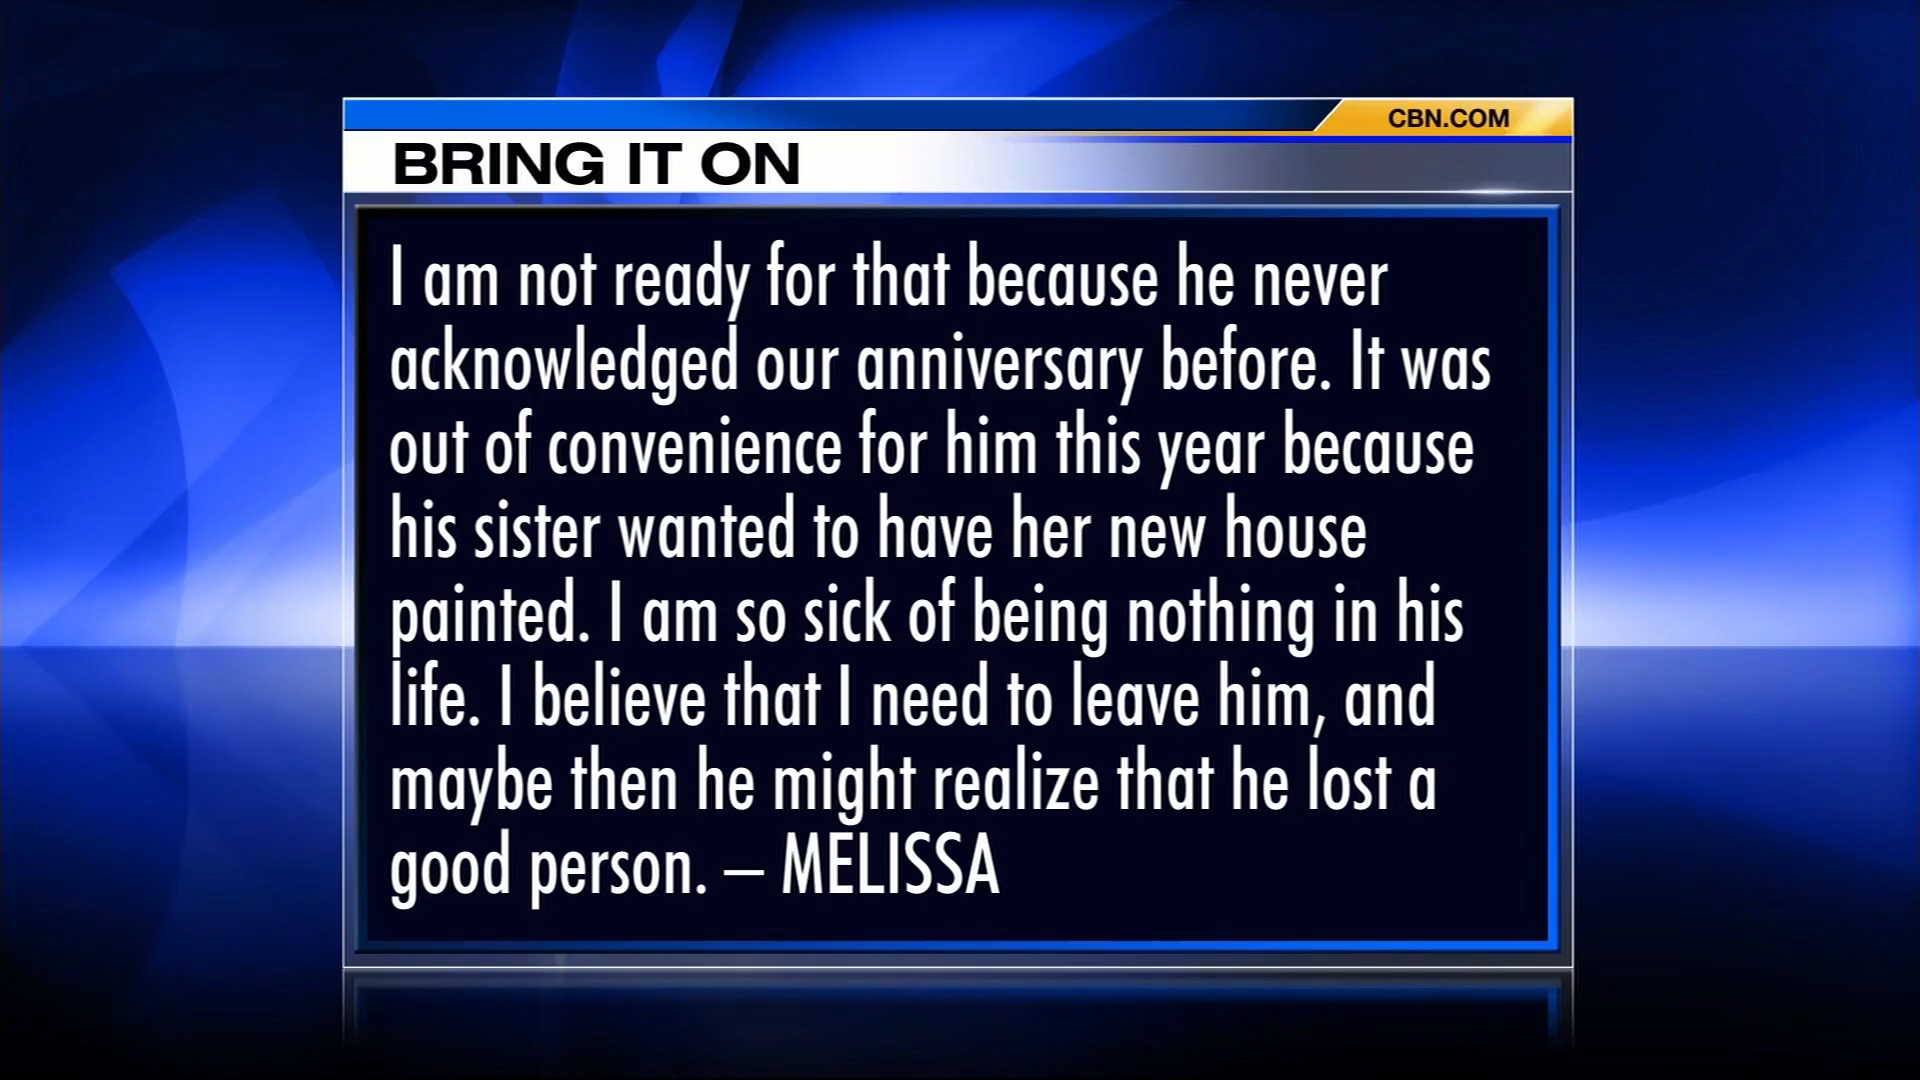 CBN.COM
BRING IT ON
I am not ready for that because he never
acknowledged our anniversary before. It was
out of convenience for him this year because
his sister wanted to have her new house
painted. I am so sick of being nothing in his
life. I believe that I need to leave him, and
maybe then he might realize that he lost a
good person. – MELISSA